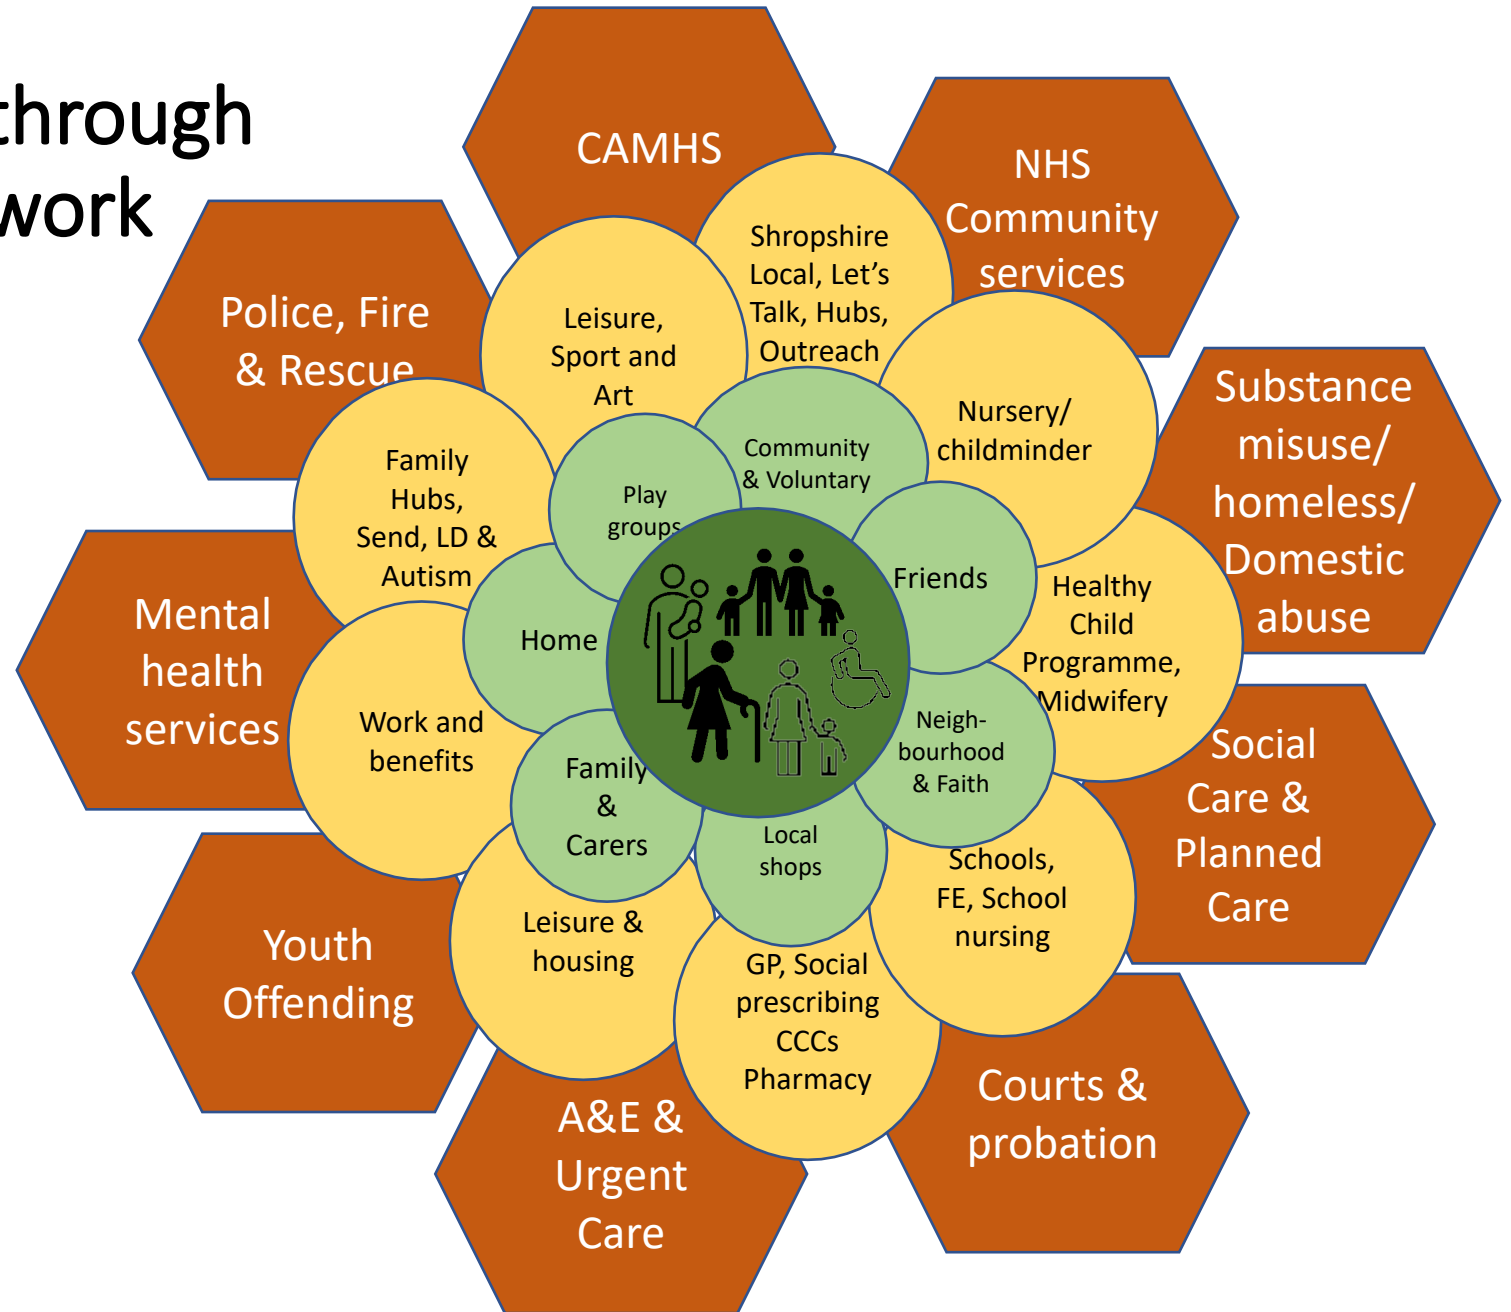 through
work
CAMHS
NHS
Community
services
Police, Fire
& Rescue
Substance
misuse/
homeless/
Domestic
abuse
Mental
health
services
Social
Care &
Planned
Care
Youth
Offending
Courts &
probation
A&E &
Urgent
Care
Shropshire
Local, Let’s
Talk, Hubs,
Outreach
Leisure,
Sport and
Art
Nursery/
childminder
Family
Hubs,
Send, LD &
Autism
Healthy
Child
Programme,
Midwifery
Work and
benefits
Schools,
FE, School
nursing
Leisure &
housing
GP, Social
prescribing
CCCs
Pharmacy
Community
& Voluntary
Play
groups
Friends
Home
Neigh-
bourhood
& Faith
Family
&
Carers
Local
shops